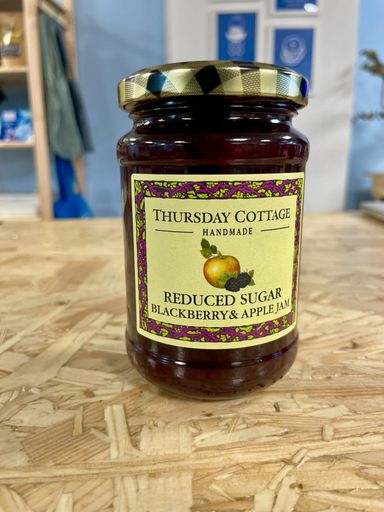 THURSDAY COTTAGE
HANDMADE
REDUCED SUGAR
BLACKBERRY & APPLE JAM